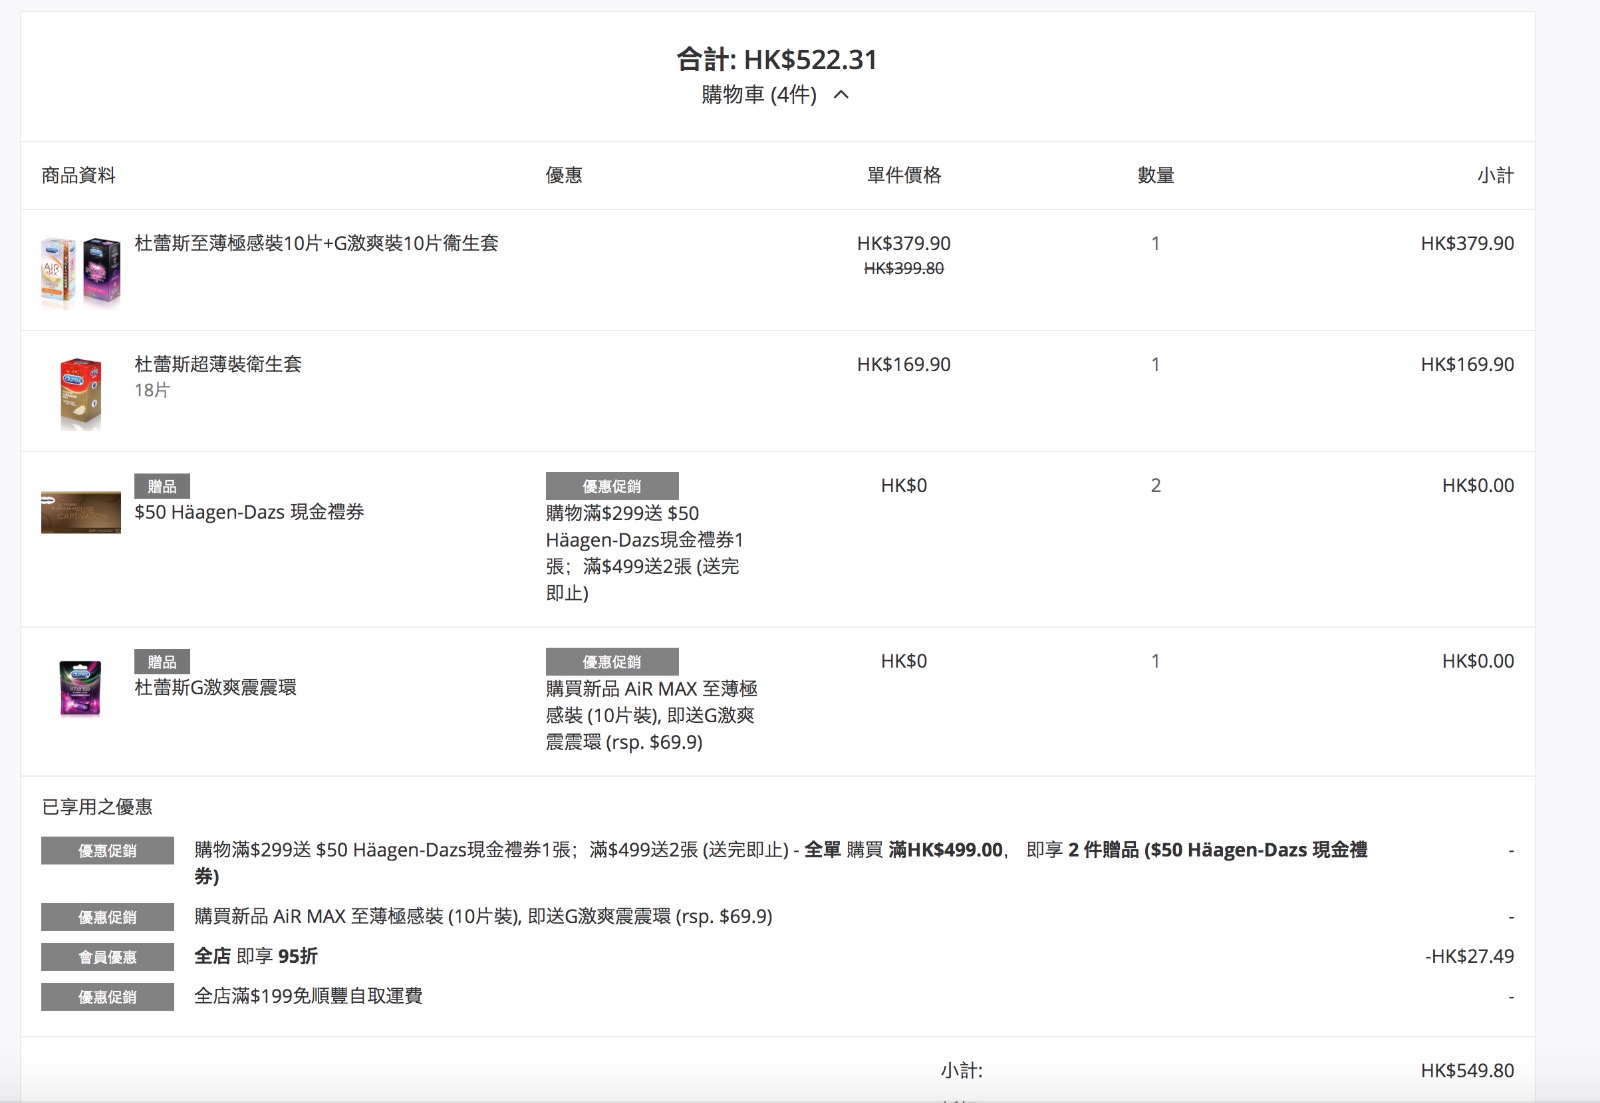 合計: HK$522.31
購物車 (4件)
商品資料 優惠 單件價格 數量 小計
杜蕾斯至薄極感裝10片+G激爽裝10片衞生套 HK$379.90 1 HK$379.90
HK$399.80
杜蕾斯超薄裝衛生套 HK$169.90 1 HK$169.90
18片
贈品 優惠促銷 HK$0 2 HK$0.00
$50 Häagen-Dazs 現金禮券
購物滿$299送 $50
Häagen-Dazs現金禮券1
張；滿$499送2張 (送完
即止)
贈品 優惠促銷 HK$0 1 HK$0.00
杜蕾斯G激爽震震環
購買新品 AiR MAX 至薄極
感裝 (10片裝), 即送G激爽
震震環 (rsp. $69.9)
已享用之優惠
優惠促銷 購物滿$299送 $50 Häagen-Dazs現金禮券1張；滿$499送2張 (送完即止) - 全單 購買 滿HK$499.00， 即享 2 件贈品 ($50 Häagen-Dazs 現金禮 -
券)
優惠促銷 購買新品 AiR MAX 至薄極感裝 (10片裝), 即送G激爽震震環 (rsp. $69.9) -
會員優惠 全店 即享 95折 -HK$27.49
優惠促銷 全店滿$199免順豐自取運費 -
小計: HK$549.80